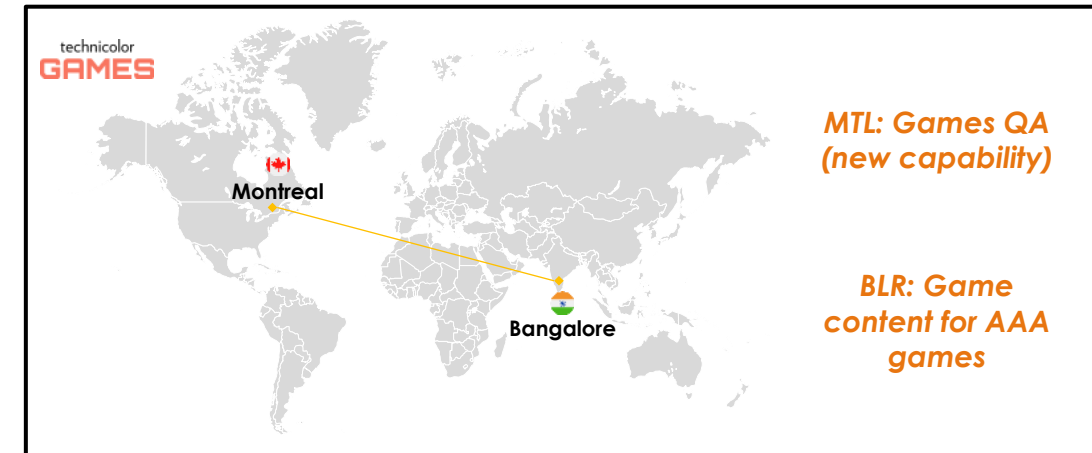 technicolor
GAMES
MTL: Games QA
(new capability)
Montreal
BLR: Game
content for AAA
games
Bangalore